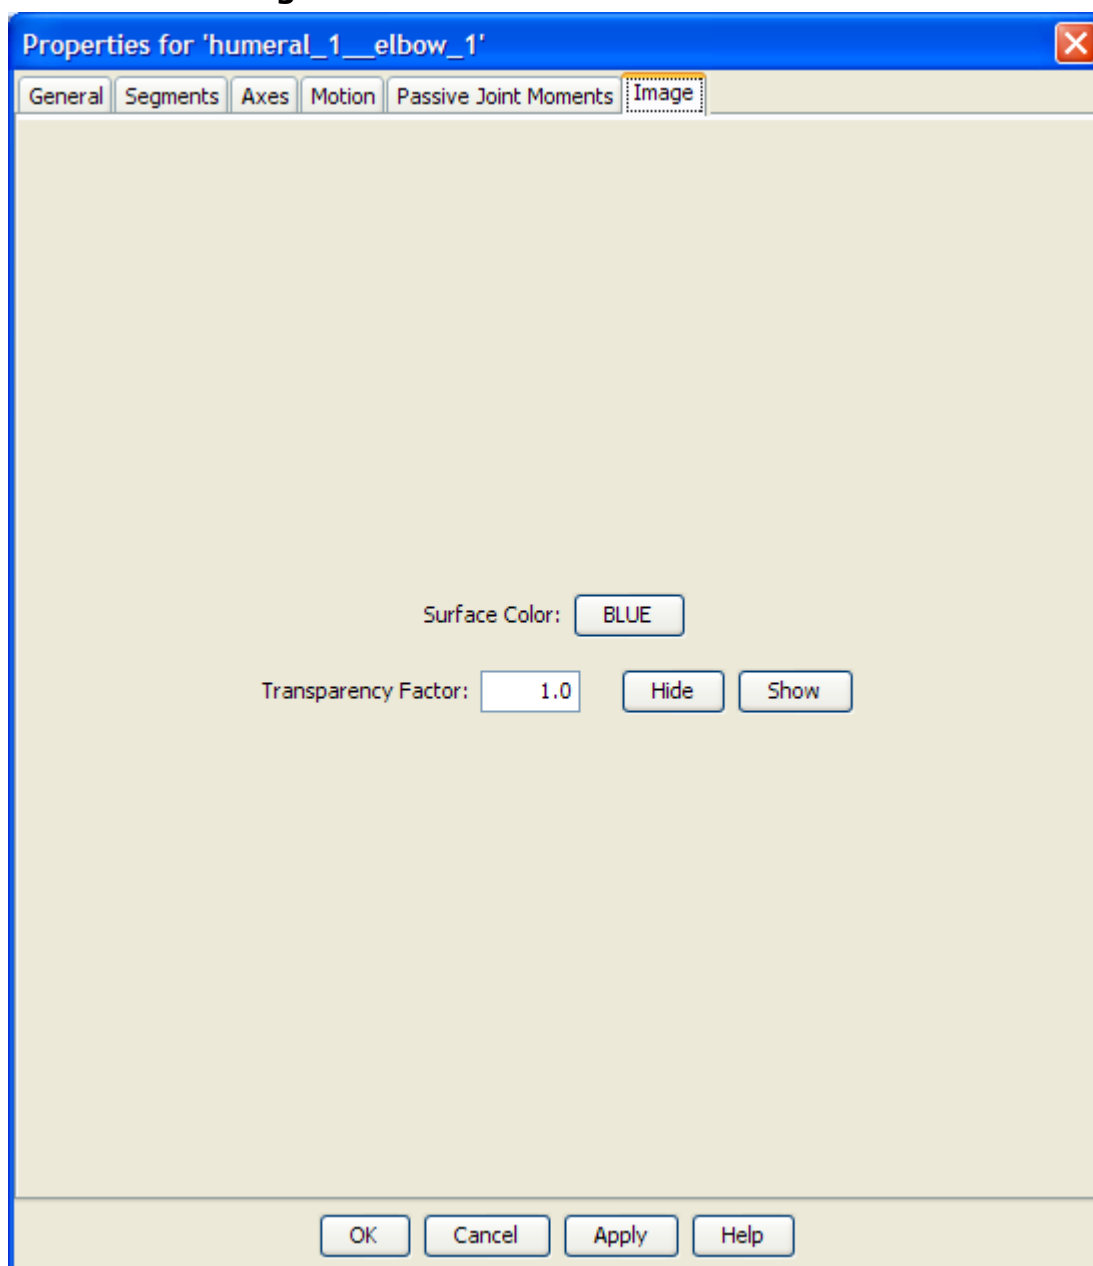 Properties for 'humeral_1__elbow_1'
General Segments Axes Motion Passive Joint Moments Image
Surface Color: BLUE
Transparency Factor: 1.0 Hide Show
OK Cancel Apply Help